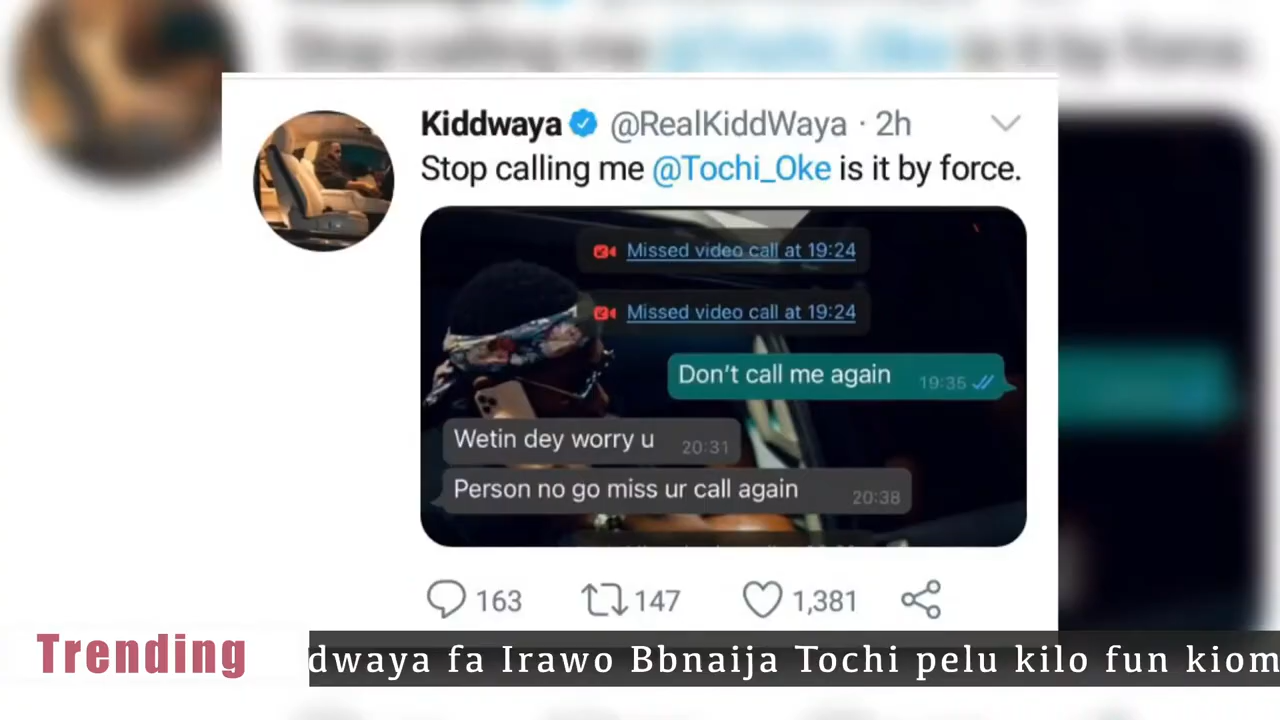 Kiddwaya @RealKiddWaya · 2h
Stop calling me @Tochi_Oke is it by force.
Missed video call at 19:24
Missed video call at 19:24
Don't call me again 19:35
Wetin dey worry u 20:31
Person no go miss ur call again 20:38
163 147 1,381
Trending
dwaya fa Irawo Bbnaija Tochi pelu kilo fun kiom